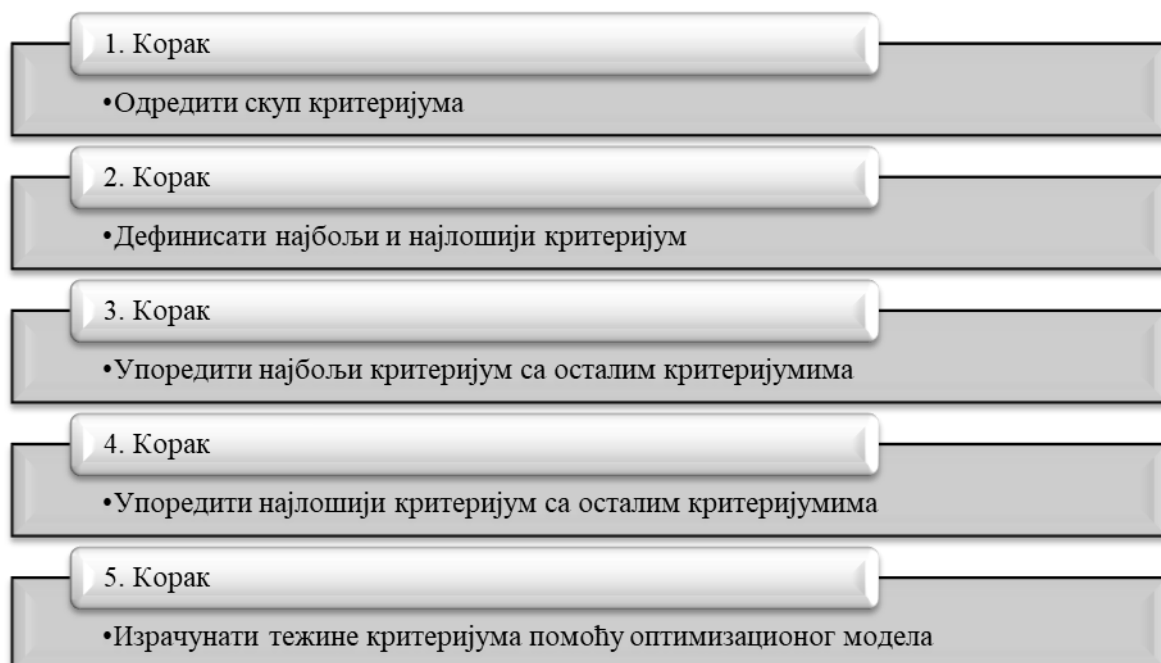 1. Корак
•Одредити скуп критеријума
2. Корак
•Дефинисати најбољи и најлошији критеријум
3. Корак
•Упоредити најбољи критеријум са осталим критеријумима
4. Корак
•Упоредити најлошији критеријум са осталим критеријумима
5. Корак
•Израчунати тежине критеријума помоћу оптимизационог модела